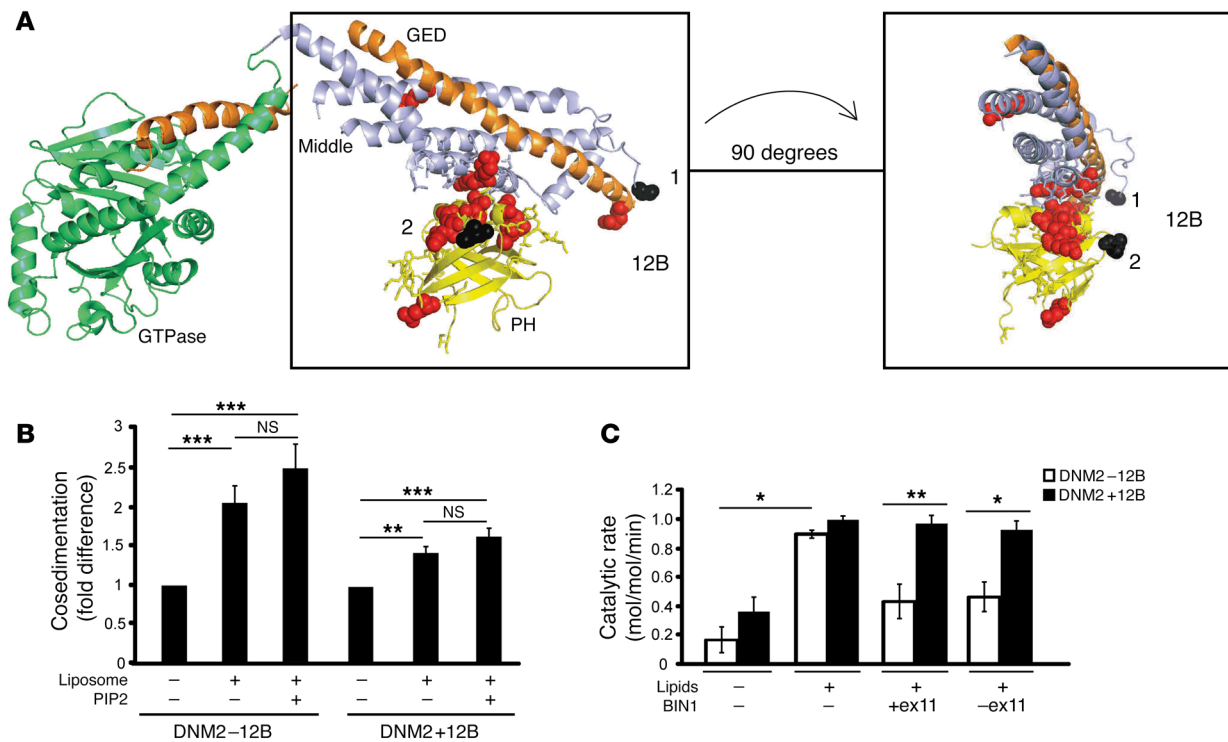 A
GED
Middle
1
2
12B
PH
GTPase
90 degrees
1
12B
2
B
Cosedimentation
(fold difference)
3
2.5
2
1.5
1
0.5
0
*** *** NS
*** ** NS
Liposome – + + – + +
PIP2 – – + – – +
DNM2–12B DNM2+12B
C
DNM2–12B
DNM2+12B
Catalytic rate
(mol/mol/min)
1.2
1.0
0.8
0.6
0.4
0.2
0
* ** *
Lipids – + + +
BIN1 – – +ex11 –ex11